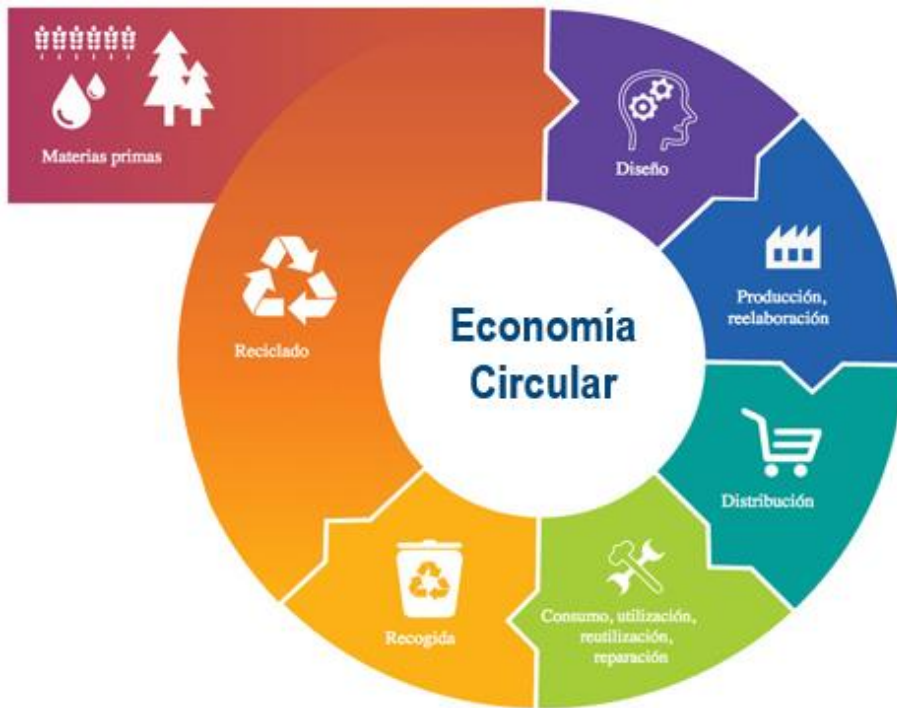 Materias primas
Diseño
Producción,
reelaboración
Distribución
Consumo, utilización,
reutilización,
reparación
Recogida
Reciclado
Economía
Circular